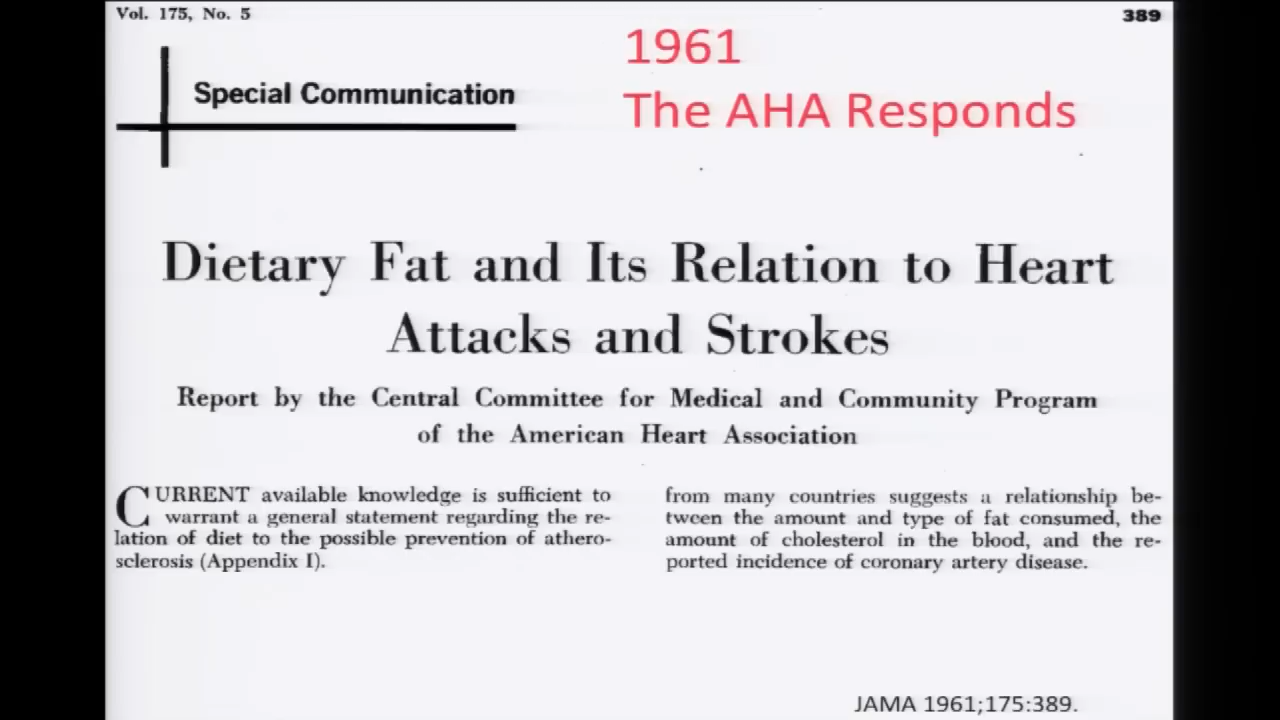 Vol. 175, No. 5
389
1961
The AHA Responds
Special Communication
Dietary Fat and Its Relation to Heart
Attacks and Strokes
Report by the Central Committee for Medical and Community Program
of the American Heart Association
CURRENT available knowledge is sufficient to
warrant a general statement regarding the re-
lation of diet to the possible prevention of athero-
sclerosis (Appendix I).
from many countries suggests a relationship be-
tween the amount and type of fat consumed, the
amount of cholesterol in the blood, and the re-
ported incidence of coronary artery disease.
JAMA 1961;175:389.